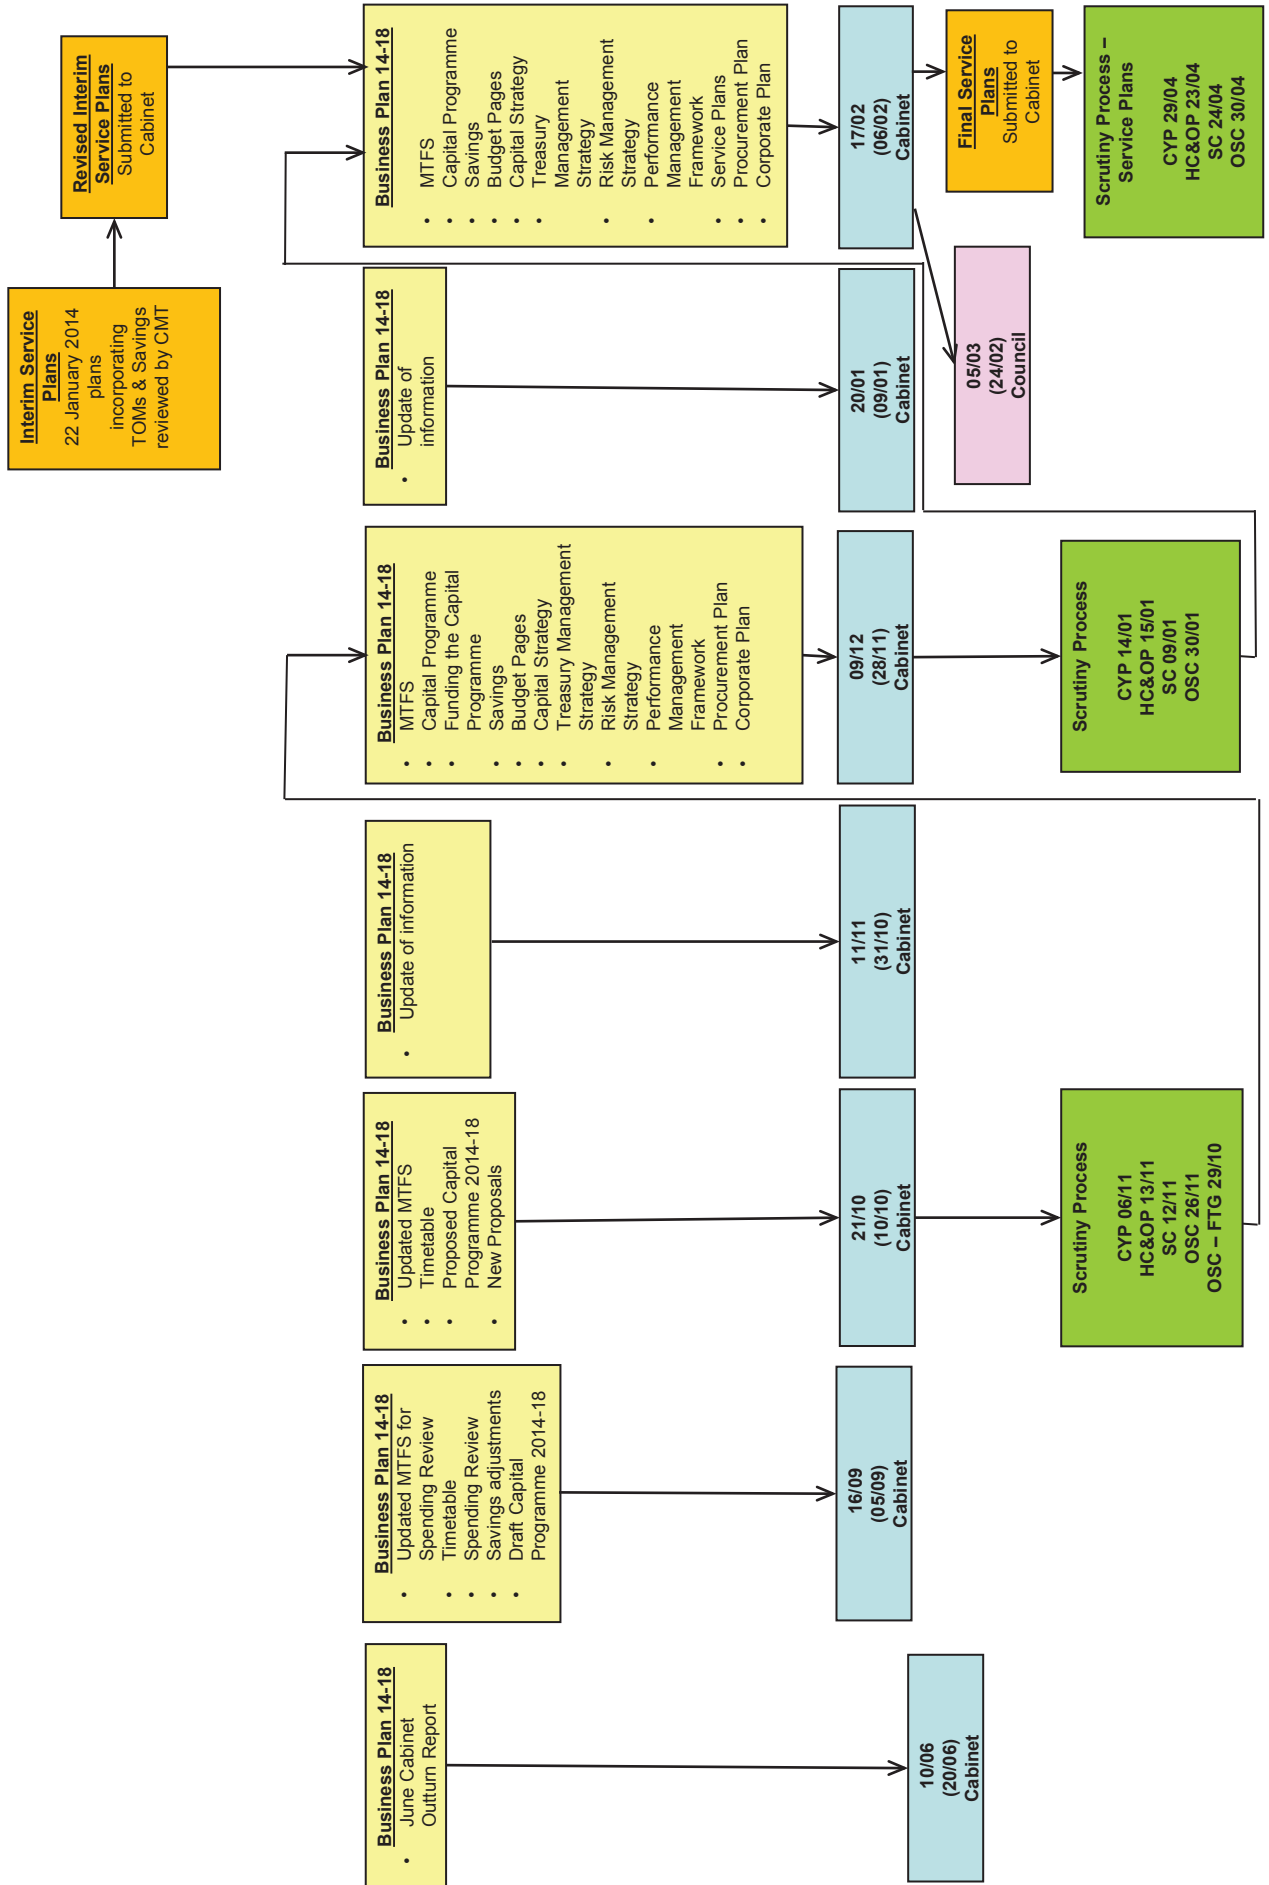 Business Plan 14-18
• June Cabinet
Outturn Report
10/06
(20/06)
Cabinet
Business Plan 14-18
• Updated MTFS for
Spending Review
• Timetable
• Spending Review
• Savings adjustments
• Draft Capital
Programme 2014-18
16/09
(05/09)
Cabinet
Business Plan 14-18
• Updated MTFS
• Timetable
• Proposed Capital
Programme 2014-18
• New Proposals
21/10
(10/10)
Cabinet
Scrutiny Process
CYP 06/11
HC&OP 13/11
SC 12/11
OSC 26/11
OSC – FTG 29/10
Business Plan 14-18
• Update of information
11/11
(31/10)
Cabinet
Business Plan 14-18
• MTFS
• Capital Programme
• Funding the Capital
Programme
• Savings
• Budget Pages
• Capital Strategy
• Treasury Management
Strategy
• Risk Management
Strategy
• Performance
Management
Framework
• Procurement Plan
• Corporate Plan
09/12
(28/11)
Cabinet
Scrutiny Process
CYP 14/01
HC&OP 15/01
SC 09/01
OSC 30/01
Business Plan 14-18
• Update of
information
20/01
(09/01)
Cabinet
Interim Service
Plans
22 January 2014
plans
incorporating
TOMs & Savings
reviewed by CMT
Revised Interim
Service Plans
Submitted to
Cabinet
Business Plan 14-18
• MTFS
• Capital Programme
• Savings
• Budget Pages
• Capital Strategy
• Treasury
Management
Strategy
• Risk Management
Strategy
• Performance
Management
Framework
• Service Plans
• Procurement Plan
• Corporate Plan
17/02
(06/02)
Cabinet
05/03
(24/02)
Council
Final Service
Plans
Submitted to
Cabinet
Scrutiny Process –
Service Plans
CYP 29/04
HC&OP 23/04
SC 24/04
OSC 30/04